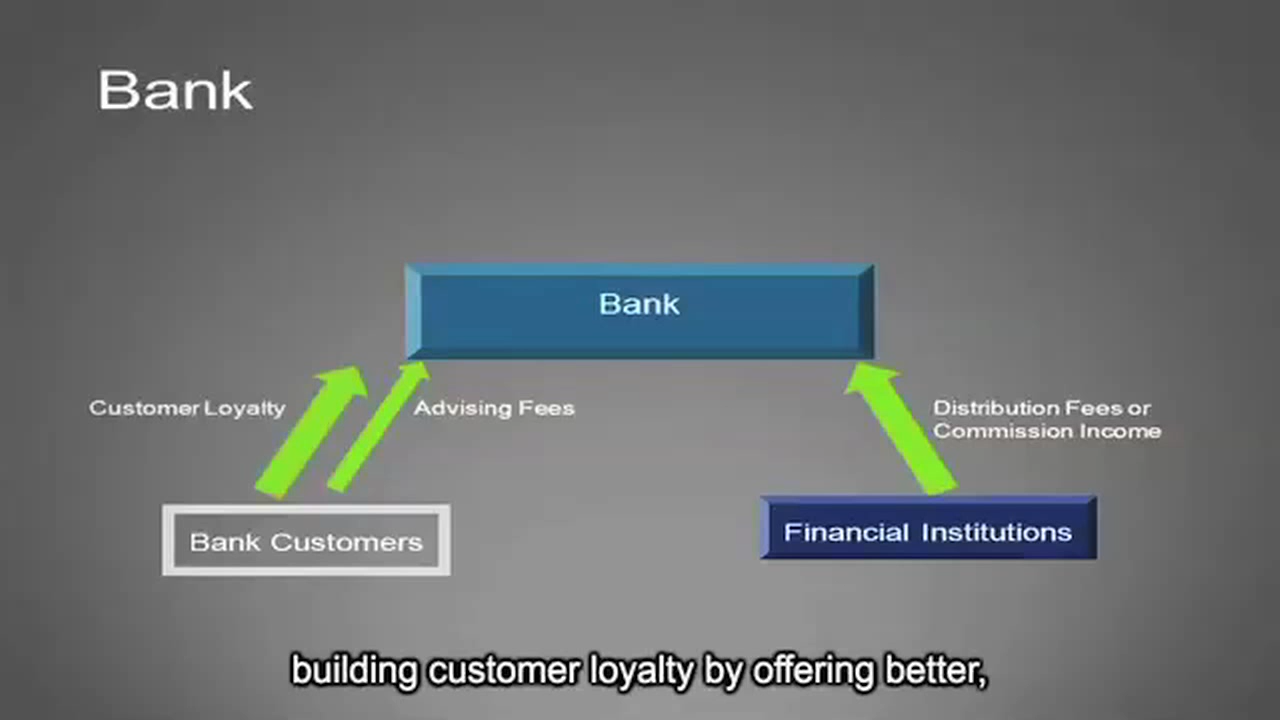 Bank
Bank
Customer Loyalty
Advising Fees
Distribution Fees or
Commission Income
Bank Customers
Financial Institutions
building customer loyalty by offering better,